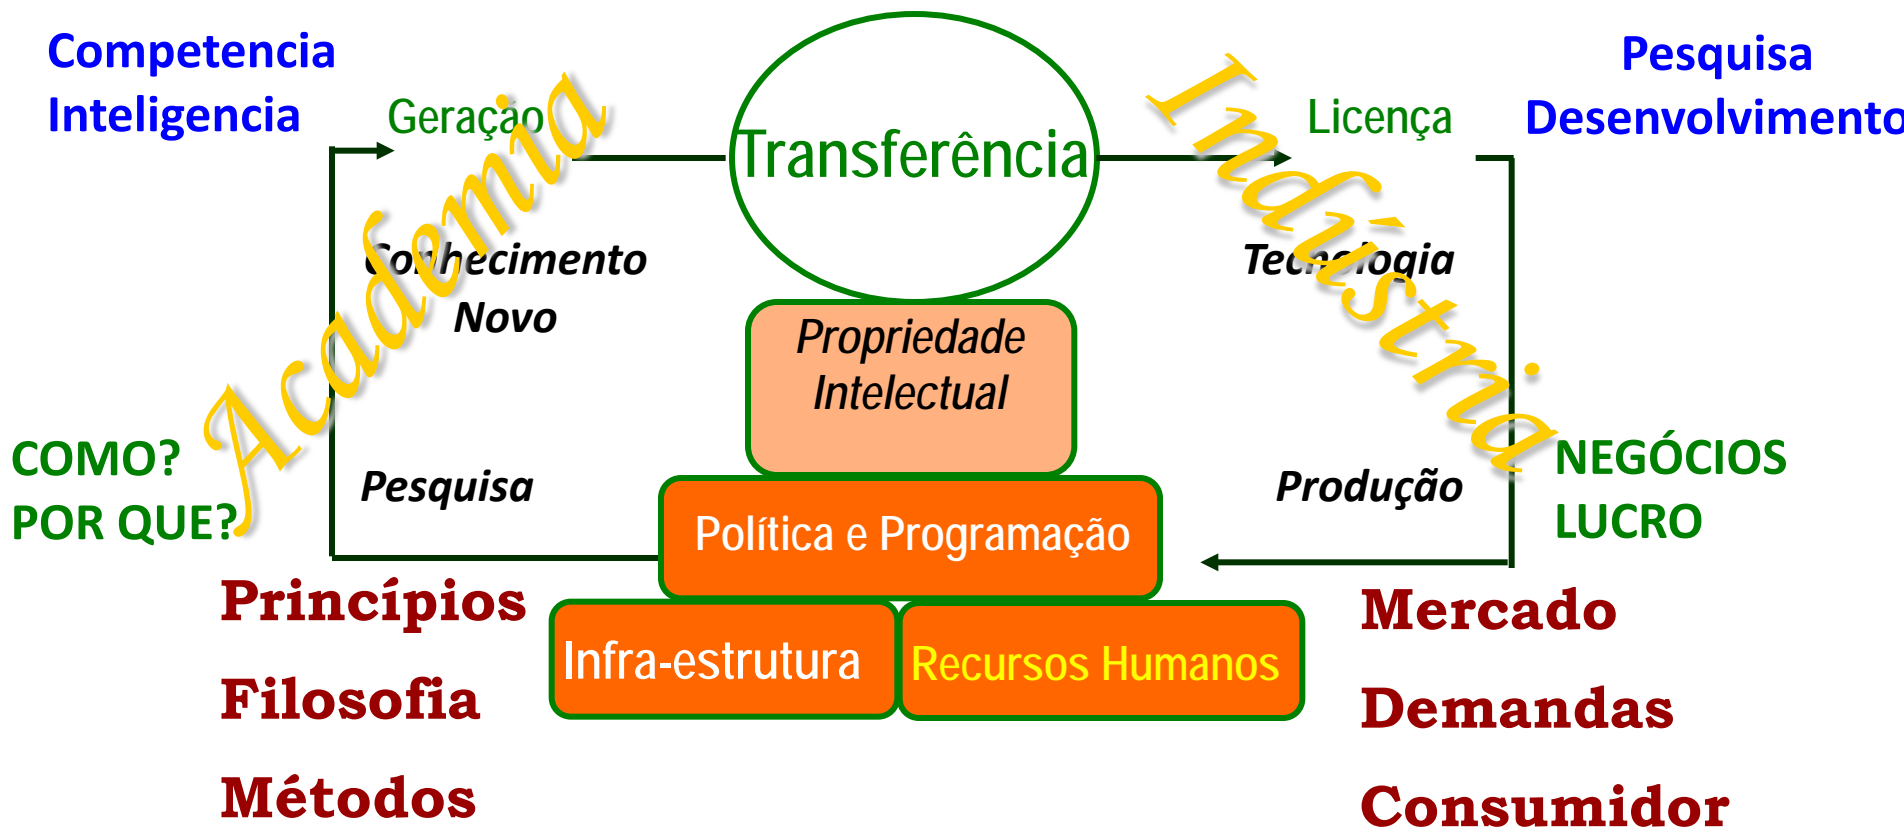 Competencia
Inteligencia
Geração
Academia
Transferência
Indústria
Licença
Pesquisa
Desenvolvimento
Conhecimento
Novo
Tecnologia
Propriedade
Intelectual
COMO?
POR QUE?
Pesquisa
Política e Programação
Produção
NEGÓCIOS
LUCRO
Princípios
Filosofia
Métodos
Infra-estrutura
Recursos Humanos
Mercado
Demandas
Consumidor